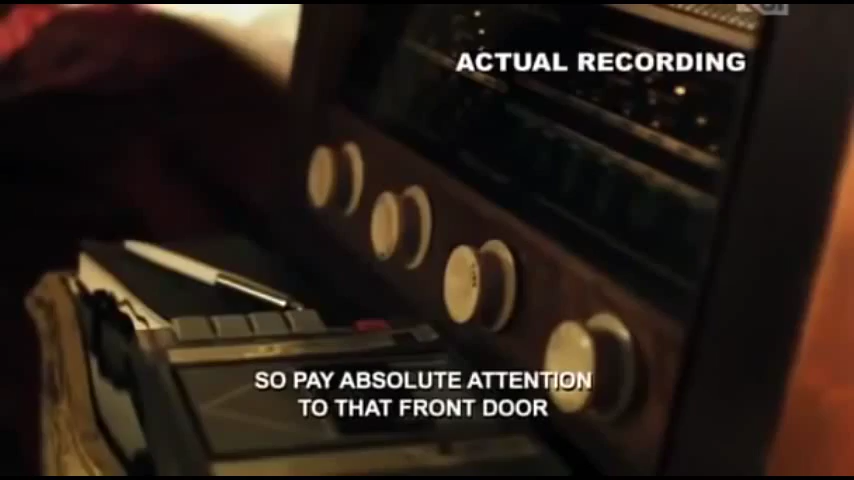 ACTUAL RECORDING
SO PAY ABSOLUTE ATTENTION
TO THAT FRONT DOOR